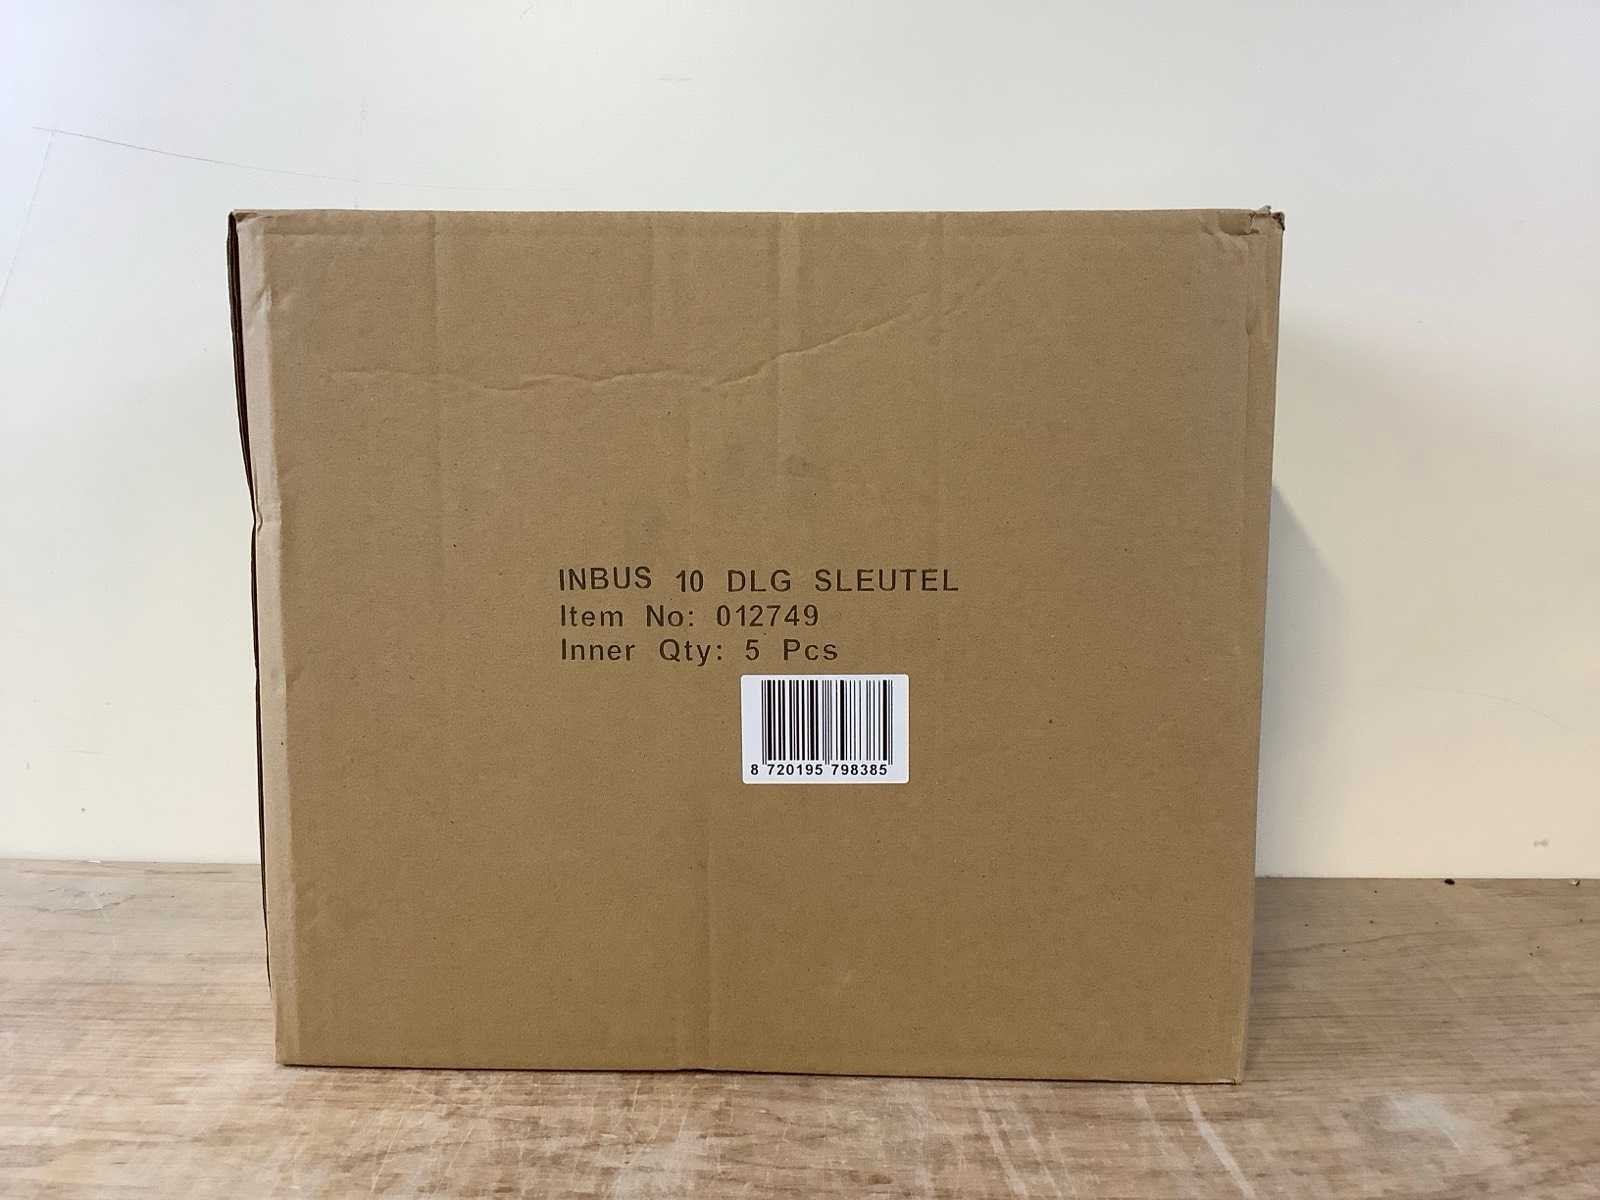 INBUS 10 DLG SLEUTEL
Item No: 012749
Inner Qty: 5 Pcs
8 720195 798385